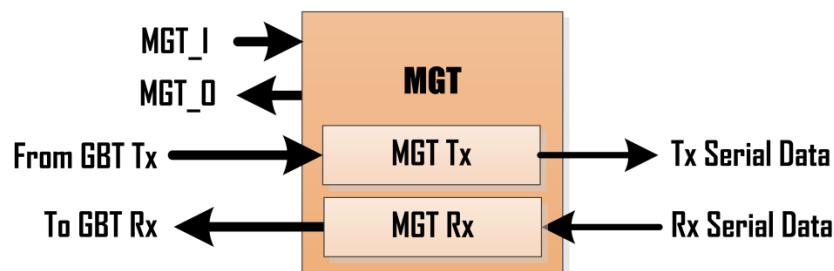 MGT_I
MGT
MGT_O
From GBT Tx
MGT Tx
Tx Serial Data
To GBT Rx
MGT Rx
Rx Serial Data